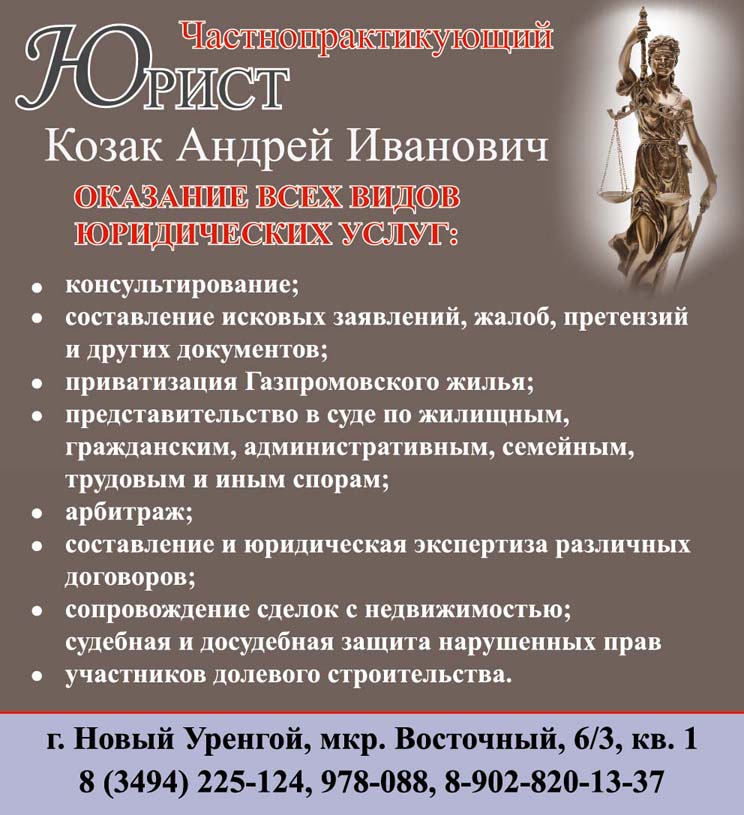 Частнопрактикующий
Юрист
Козак Андрей Иванович
ОКАЗАНИЕ ВСЕХ ВИДОВ
ЮРИДИЧЕСКИХ УСЛУГ:
• консультирование;
• составление исковых заявлений, жалоб, претензий
и других документов;
• приватизация Газпромовского жилья;
• представительство в суде по жилищным,
гражданским, административным, семейным,
трудовым и иным спорам;
• арбитраж;
• составление и юридическая экспертиза различных
договоров;
• сопровождение сделок с недвижимостью;
судебная и досудебная защита нарушенных прав
• участников долевого строительства.
г. Новый Уренгой, мкр. Восточный, 6/3, кв. 1
8 (3494) 225-124, 978-088, 8-902-820-13-37